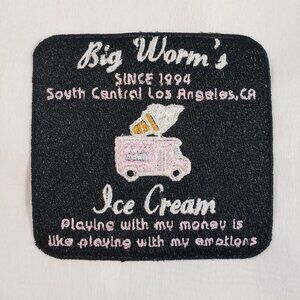 Big Worm's
SINCE 1994
South Central Los Angeles,CA
Ice Cream
Playing with my money is
like playing with my emotions